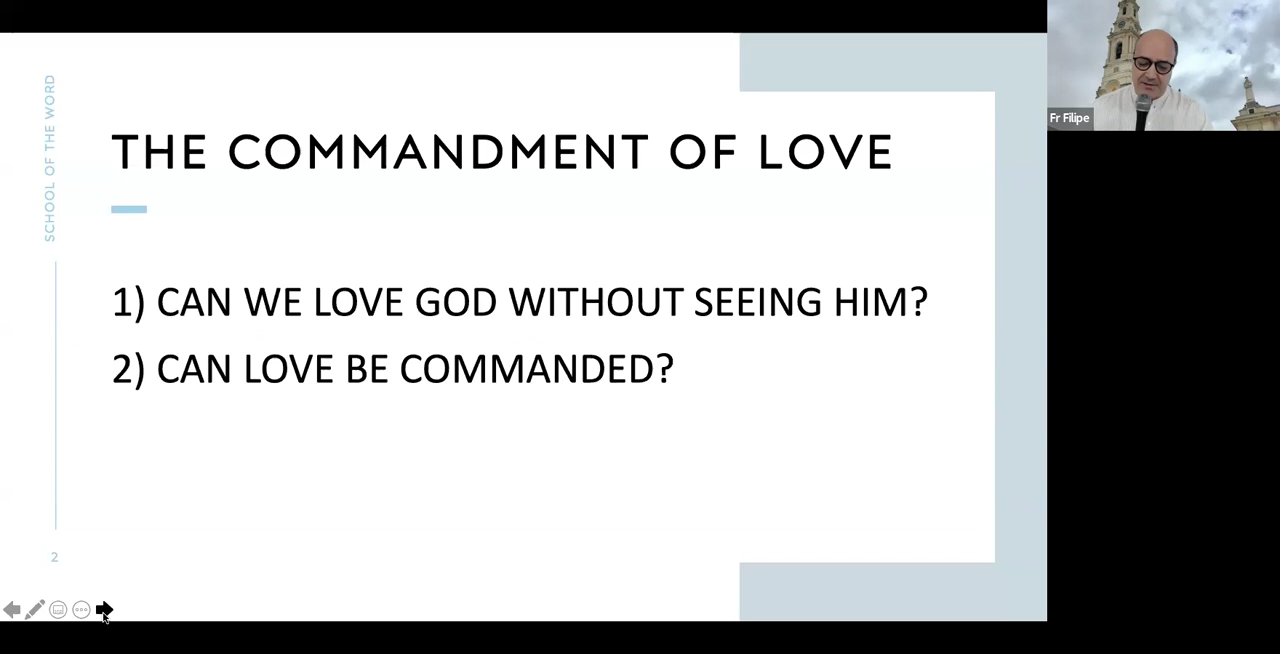 SCHOOL OF THE WORD
THE COMMANDMENT OF LOVE
1) CAN WE LOVE GOD WITHOUT SEEING HIM?
2) CAN LOVE BE COMMANDED?
2
Fr Filipe